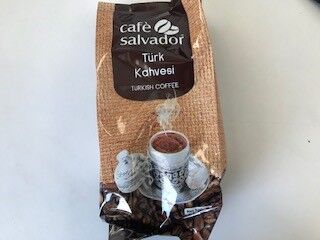 cafè
salvador
Türk
Kahvesi
TURKISH COFFEE